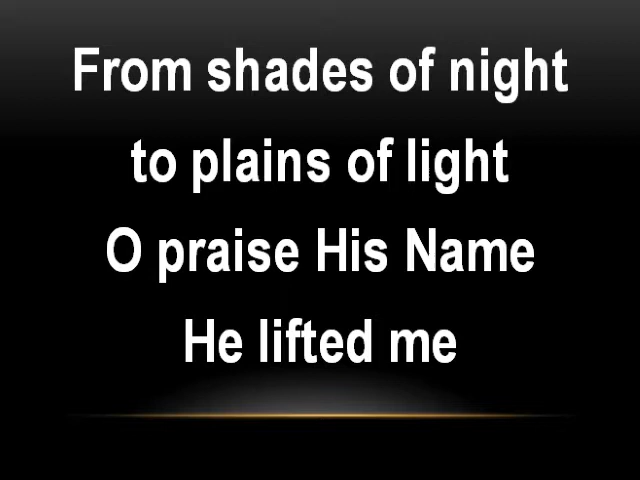 From shades of night
to plains of light
O praise His Name
He lifted me